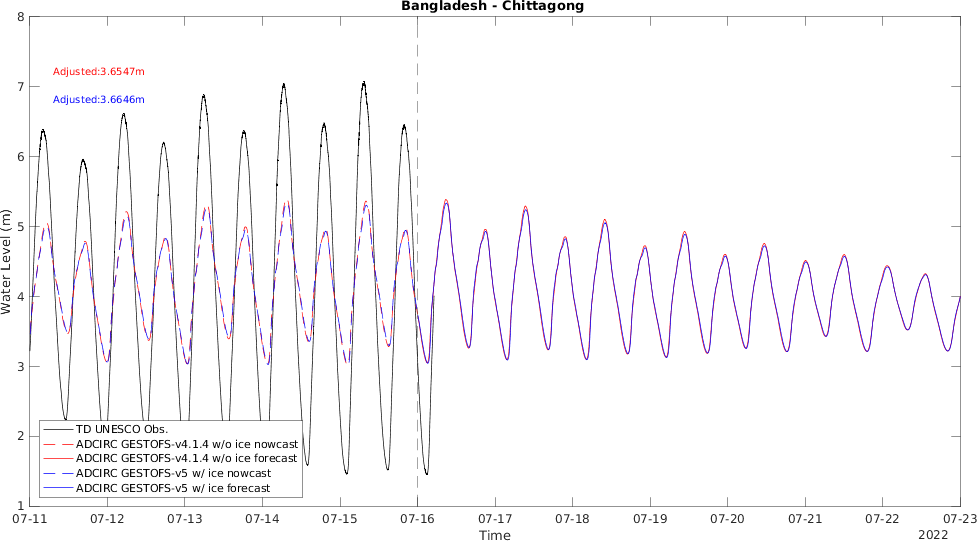 Bangladesh - Chittagong
Adjusted:3.6547m
Adjusted:3.6646m
Water Level (m)
8
7
6
5
4
3
2
1
TD UNESCO Obs.
ADCIRC GESTOFS-v4.1.4 w/o ice nowcast
ADCIRC GESTOFS-v4.1.4 w/o ice forecast
ADCIRC GESTOFS-v5 w/ ice nowcast
ADCIRC GESTOFS-v5 w/ ice forecast
07-11 07-12 07-13 07-14 07-15 07-16 07-17 07-18 07-19 07-20 07-21 07-22 07-23
Time
2022